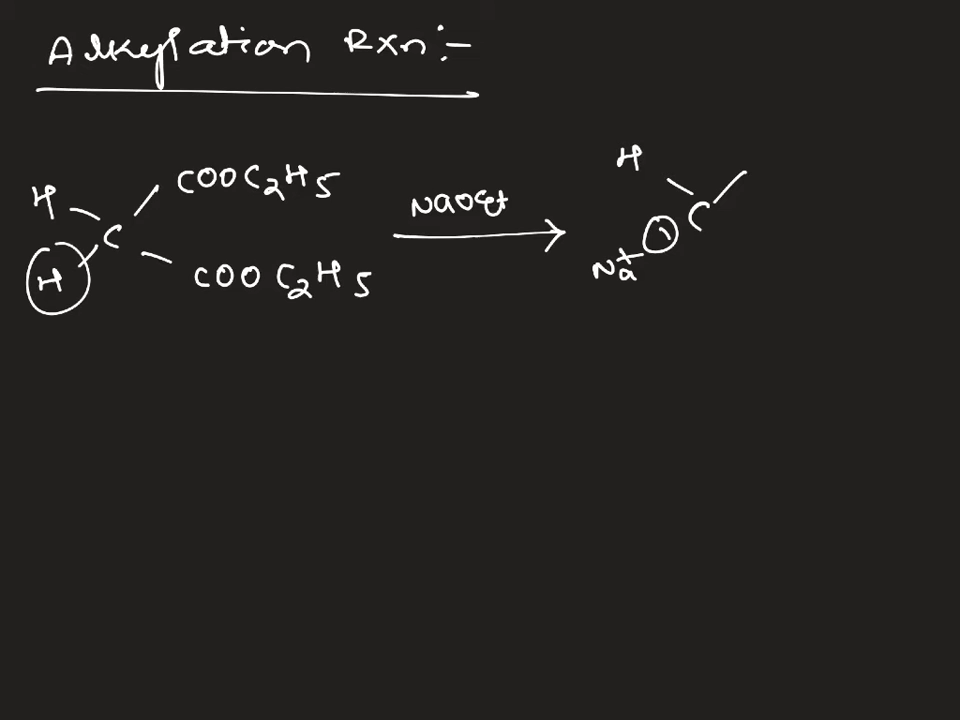 Alkylation Rxn:-
H COOC2H5 NaOEt H
C C
H COOC2H5 Na+ -